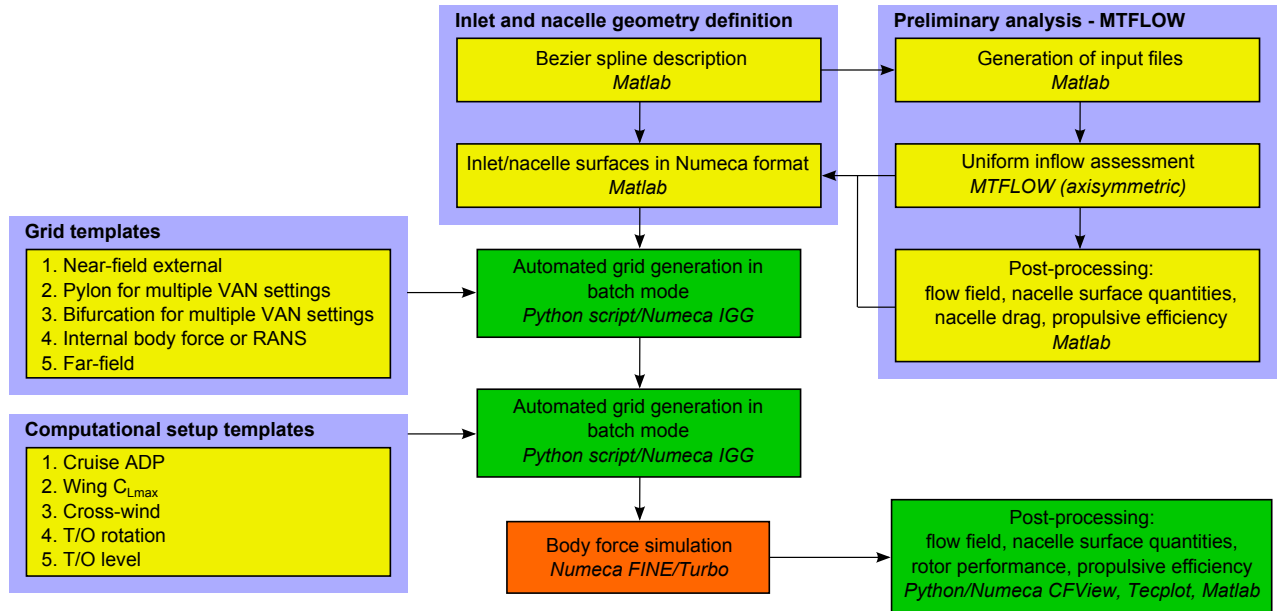 Inlet and nacelle geometry definition
Bezier spline description
Matlab
Inlet/nacelle surfaces in Numeca format
Matlab
Preliminary analysis - MTFLOW
Generation of input files
Matlab
Uniform inflow assessment
MTFLOW (axisymmetric)
Post-processing:
flow field, nacelle surface quantities,
nacelle drag, propulsive efficiency
Matlab
Grid templates
1. Near-field external
2. Pylon for multiple VAN settings
3. Bifurcation for multiple VAN settings
4. Internal body force or RANS
5. Far-field
Automated grid generation in
batch mode
Python script/Numeca IGG
Computational setup templates
1. Cruise ADP
2. Wing CLmax
3. Cross-wind
4. T/O rotation
5. T/O level
Automated grid generation in
batch mode
Python script/Numeca IGG
Body force simulation
Numeca FINE/Turbo
Post-processing:
flow field, nacelle surface quantities,
rotor performance, propulsive efficiency
Python/Numeca CFView, Tecplot, Matlab